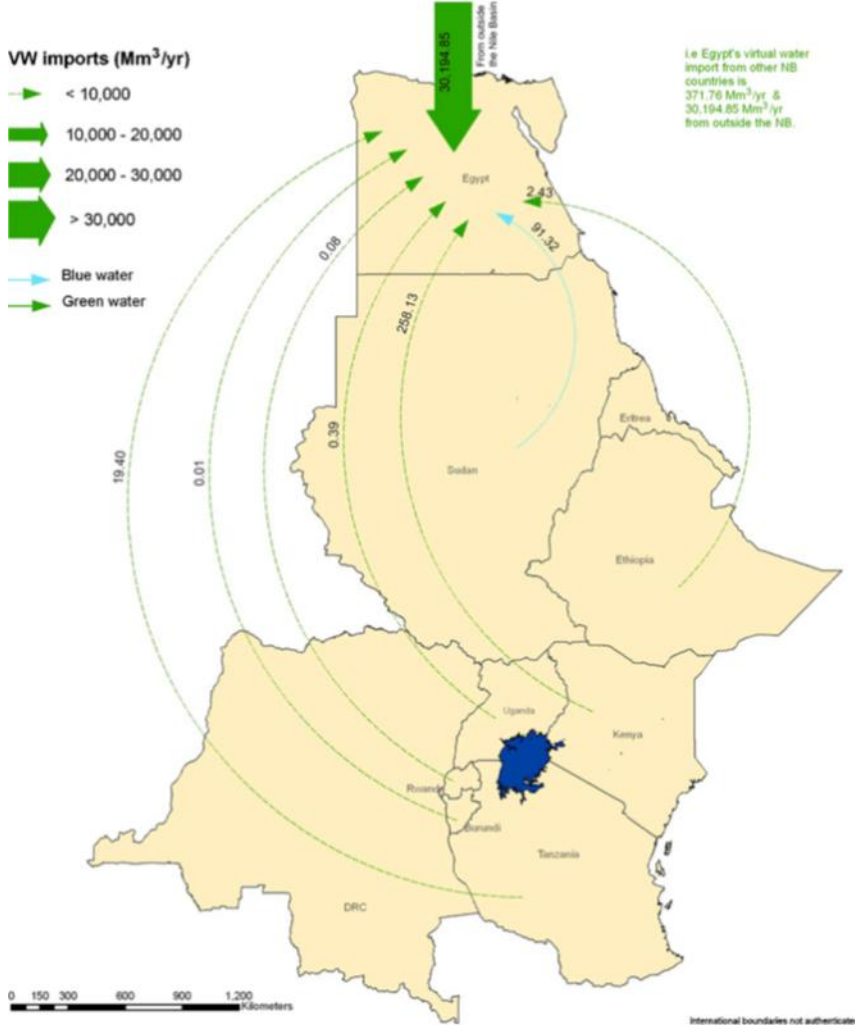 VW imports (Mm³/yr)
< 10,000
10,000 - 20,000
20,000 - 30,000
> 30,000
Blue water
Green water
30,194.85
From outside
the Nile Basin
i.e Egypt's virtual water
import from other NB
countries is
371.76 Mm³/yr &
30,194.85 Mm³/yr
from outside the NB.
Egypt
2.43
91.32
0.08
258.13
0.39
0.01
19.40
Eritrea
Sudan
Ethiopia
Uganda
Kenya
Rwanda
Burundi
Tanzania
DRC
0 150 300 600 900 1,200
Kilometers
International boundaries not authenticate